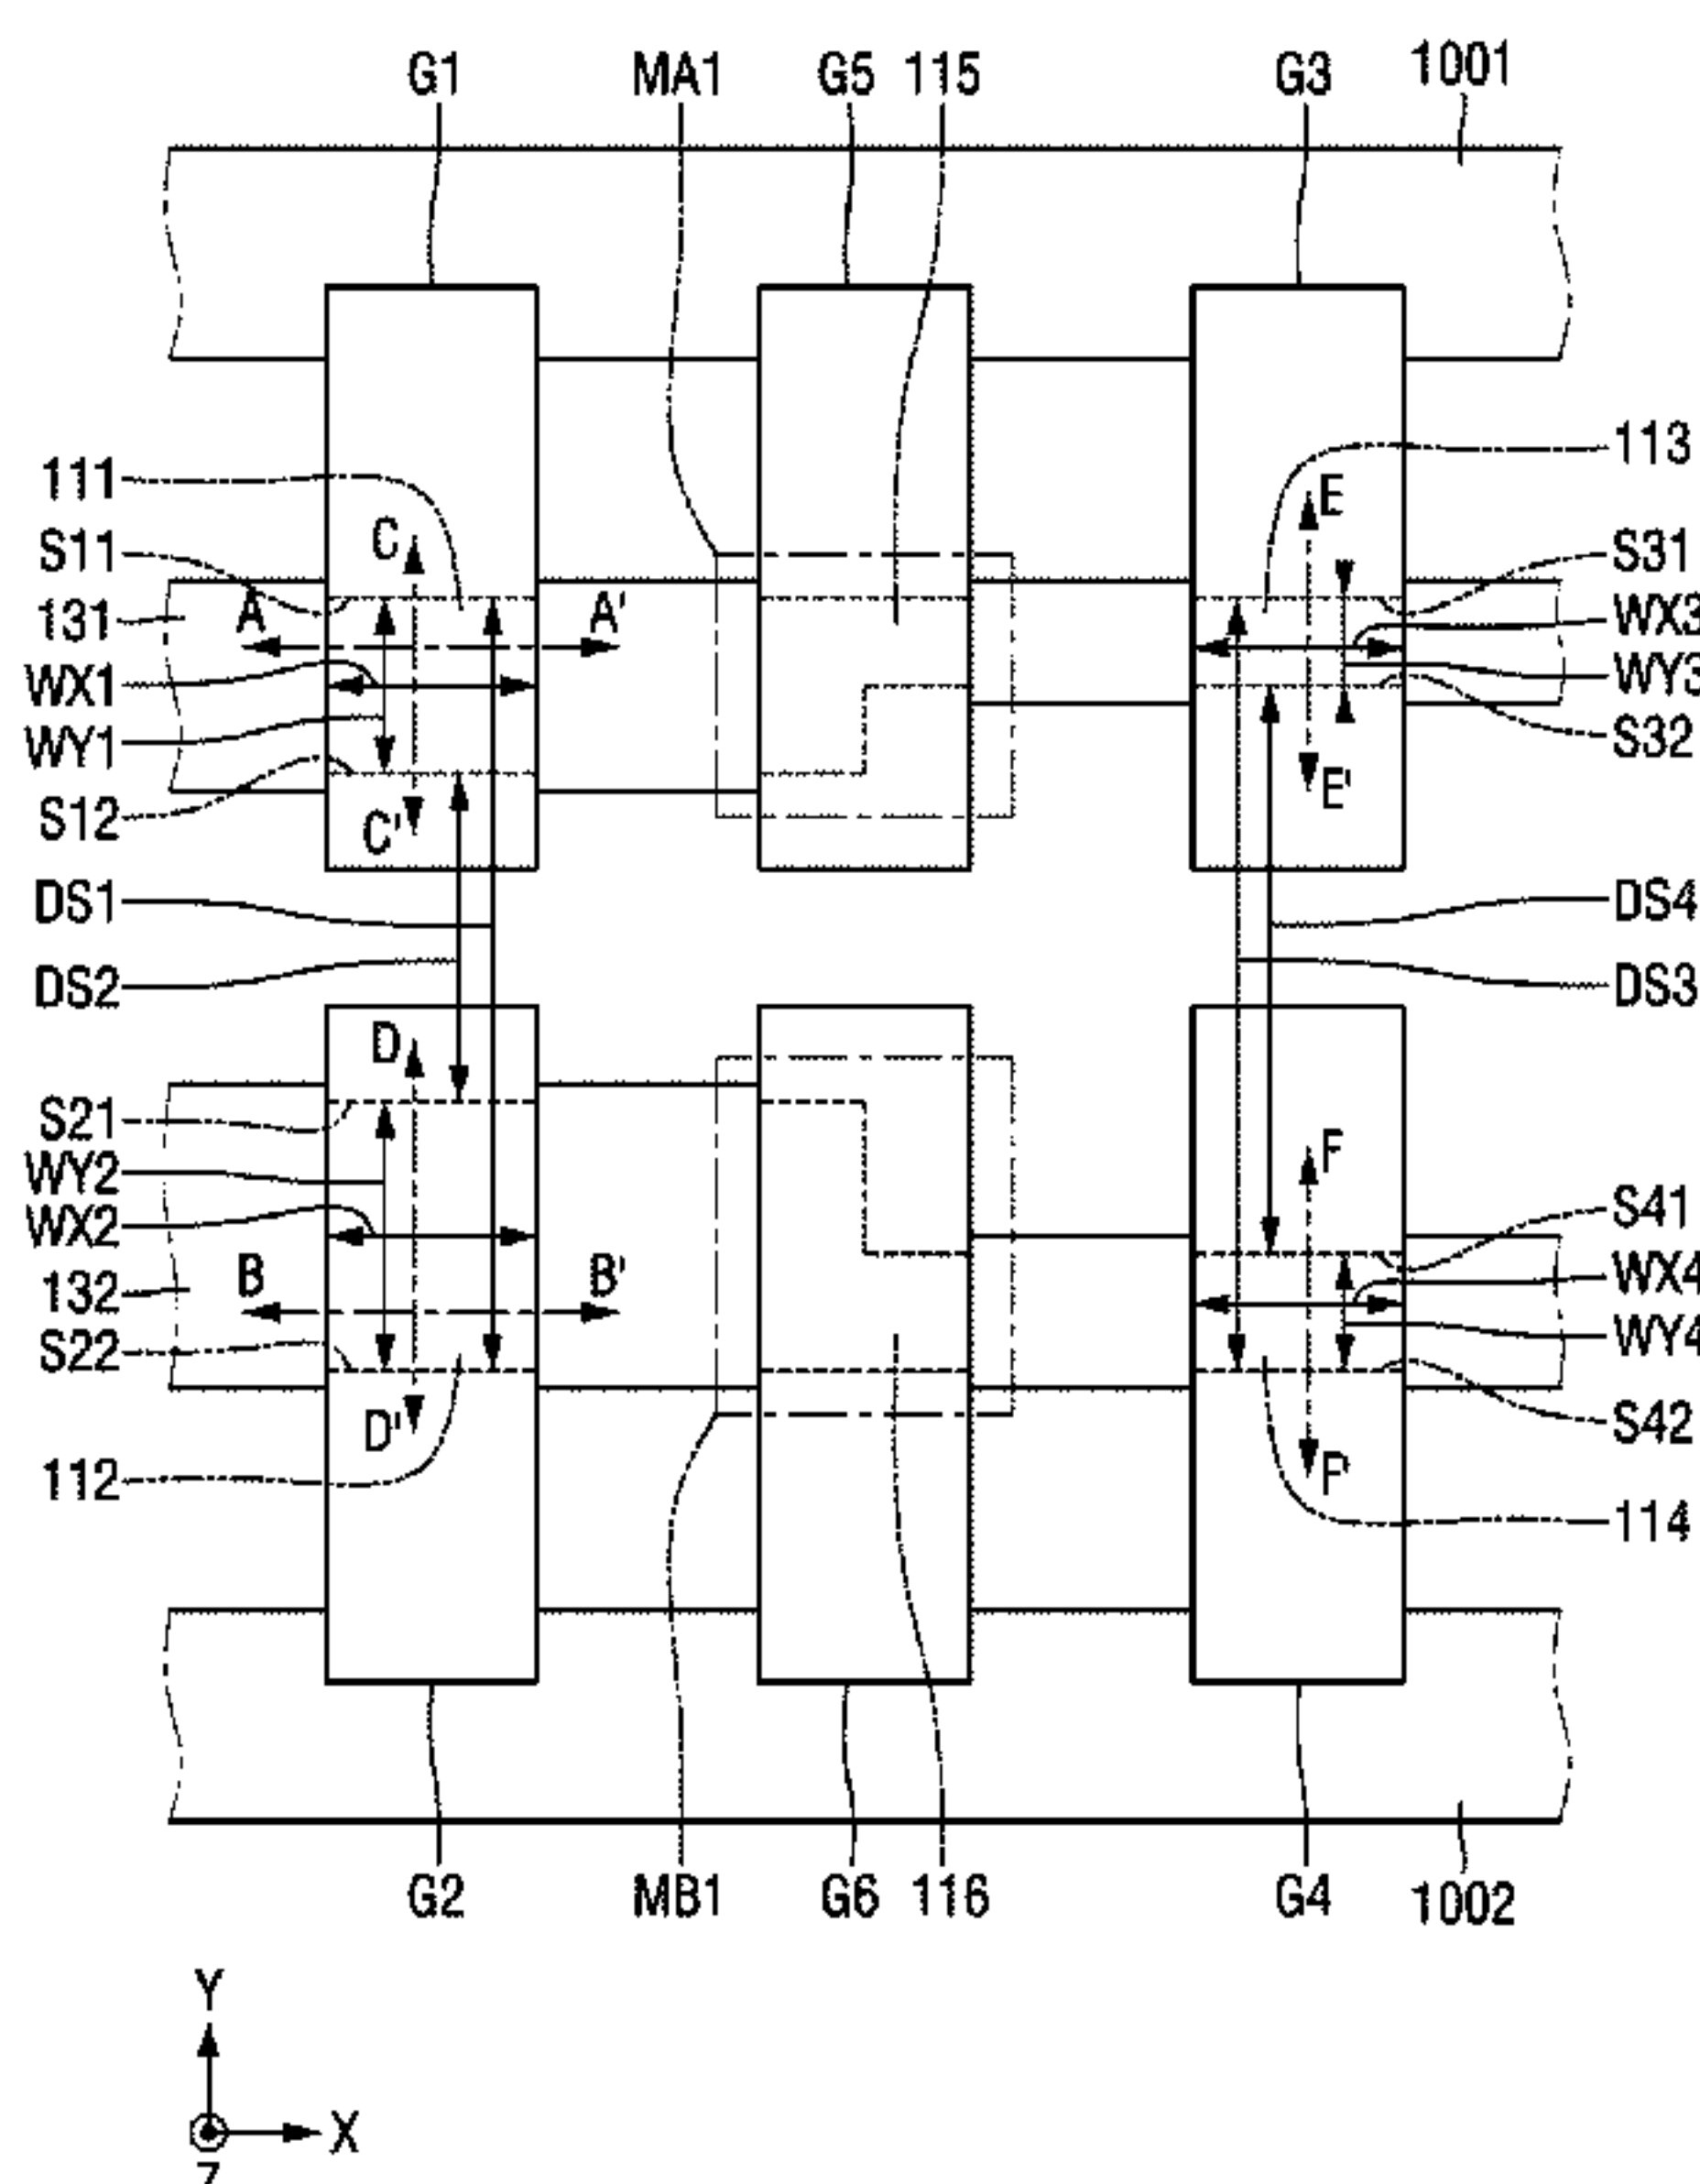 G1 MA1 G5 115 G3 1001
111
S11
131
WX1
WY1
S12
DS1
DS2
C
A A'
C'
E
E'
113
S31
WX3
WY3
S32
DS4
DS3
S21
WY2
WX2
132
S22
112
D
B B'
D'
F
F'
S41
WX4
WY4
S42
114
G2 MB1 G6 116 G4 1002
Y
X
Z